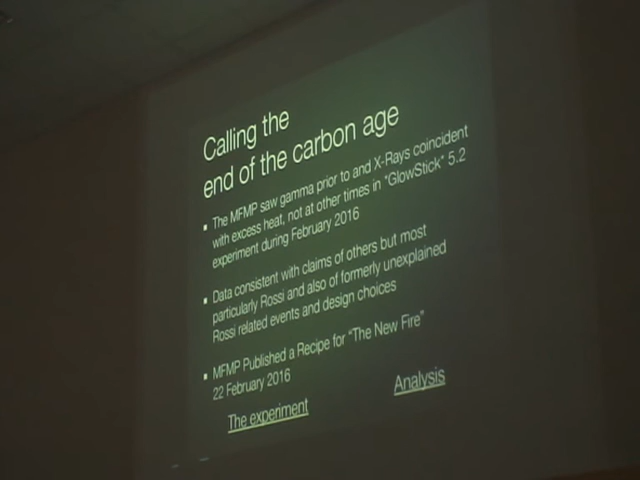 Calling the
end of the carbon age
▪ The MFMP saw gamma prior to and X-Rays coincident
with excess heat, not at other times in "GlowStick" 5.2
experiment during February 2016
▪ Data consistent with claims of others but most
particularly Rossi and also of formerly unexplained
Rossi related events and design choices
▪ MFMP Published a Recipe for "The New Fire"
22 February 2016
The experiment
Analysis